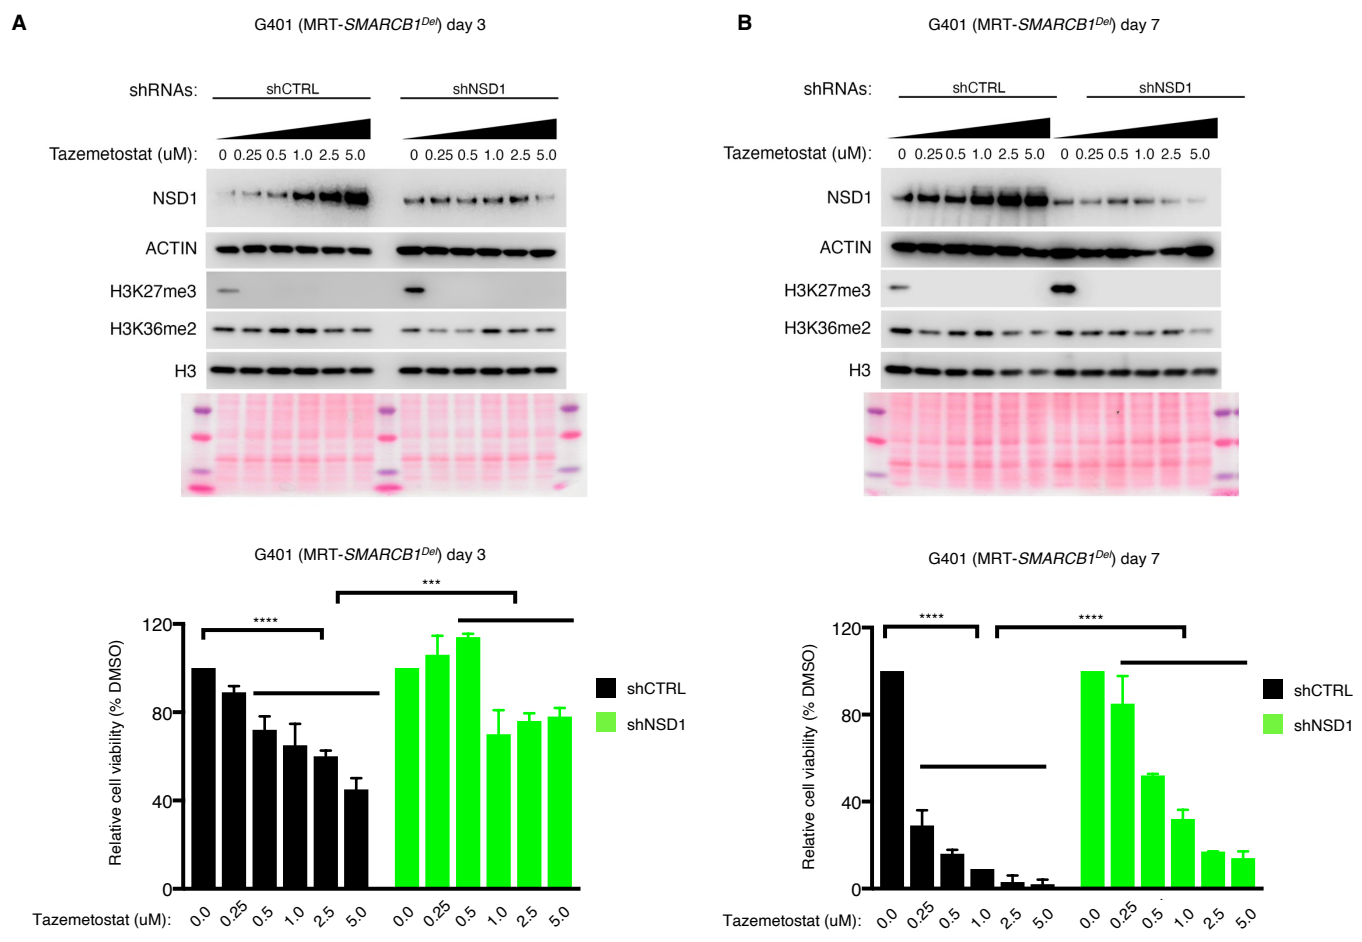 A
G401 (MRT-SMARCB1Del) day 3
shRNAs: shCTRL shNSD1
Tazemetostat (uM): 0 0.25 0.5 1.0 2.5 5.0 0 0.25 0.5 1.0 2.5 5.0
NSD1
ACTIN
H3K27me3
H3K36me2
H3
G401 (MRT-SMARCB1Del) day 3
***
****
120
80
40
0
Relative cell viability (% DMSO)
shCTRL
shNSD1
Tazemetostat (uM): 0.0 0.25 0.5 1.0 2.5 5.0 0.0 0.25 0.5 1.0 2.5 5.0
B
G401 (MRT-SMARCB1Del) day 7
shRNAs: shCTRL shNSD1
Tazemetostat (uM): 0 0.25 0.5 1.0 2.5 5.0 0 0.25 0.5 1.0 2.5 5.0
NSD1
ACTIN
H3K27me3
H3K36me2
H3
G401 (MRT-SMARCB1Del) day 7
**** ****
120
80
40
0
Relative cell viability (% DMSO)
shCTRL
shNSD1
Tazemetostat (uM): 0.0 0.25 0.5 1.0 2.5 5.0 0.0 0.25 0.5 1.0 2.5 5.0